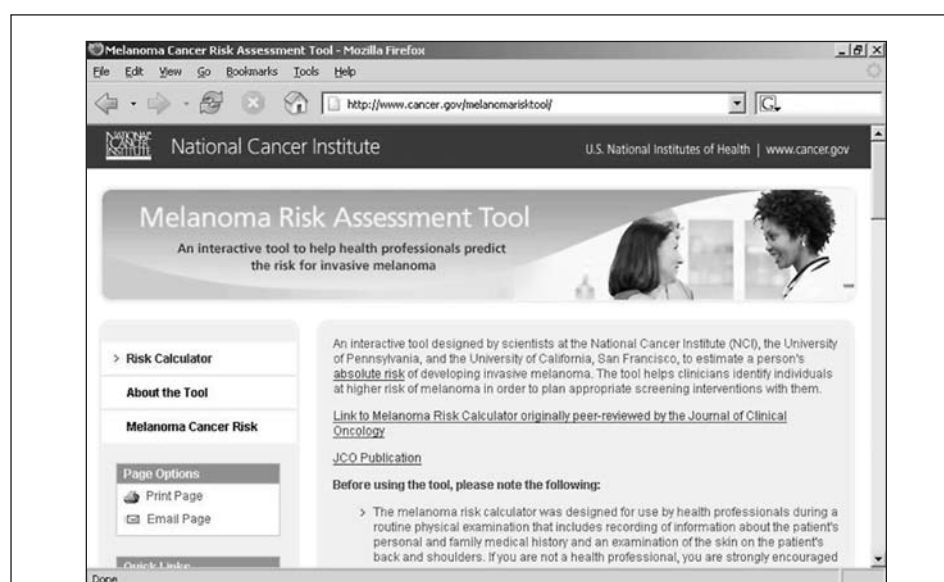 Melanoma Cancer Risk Assessment Tool - Mozilla Firefox
File Edit View Go Bookmarks Tools Help
http://www.cancer.gov/melanomarisktool/
G
NATIONAL
CANCER
INSTITUTE
National Cancer Institute
U.S. National Institutes of Health | www.cancer.gov
Melanoma Risk Assessment Tool
An interactive tool to help health professionals predict
the risk for invasive melanoma
> Risk Calculator
About the Tool
Melanoma Cancer Risk
Page Options
Print Page
Email Page
Quick Links
An interactive tool designed by scientists at the National Cancer Institute (NCI), the University
of Pennsylvania, and the University of California, San Francisco, to estimate a person's
absolute risk of developing invasive melanoma. The tool helps clinicians identify individuals
at higher risk of melanoma in order to plan appropriate screening interventions with them.
Link to Melanoma Risk Calculator originally peer-reviewed by the Journal of Clinical
Oncology
JCO Publication
Before using the tool, please note the following:
> The melanoma risk calculator was designed for use by health professionals during a
routine physical examination that includes recording of information about the patient's
personal and family medical history and an examination of the skin on the patient's
back and shoulders. If you are not a health professional, you are strongly encouraged
Done